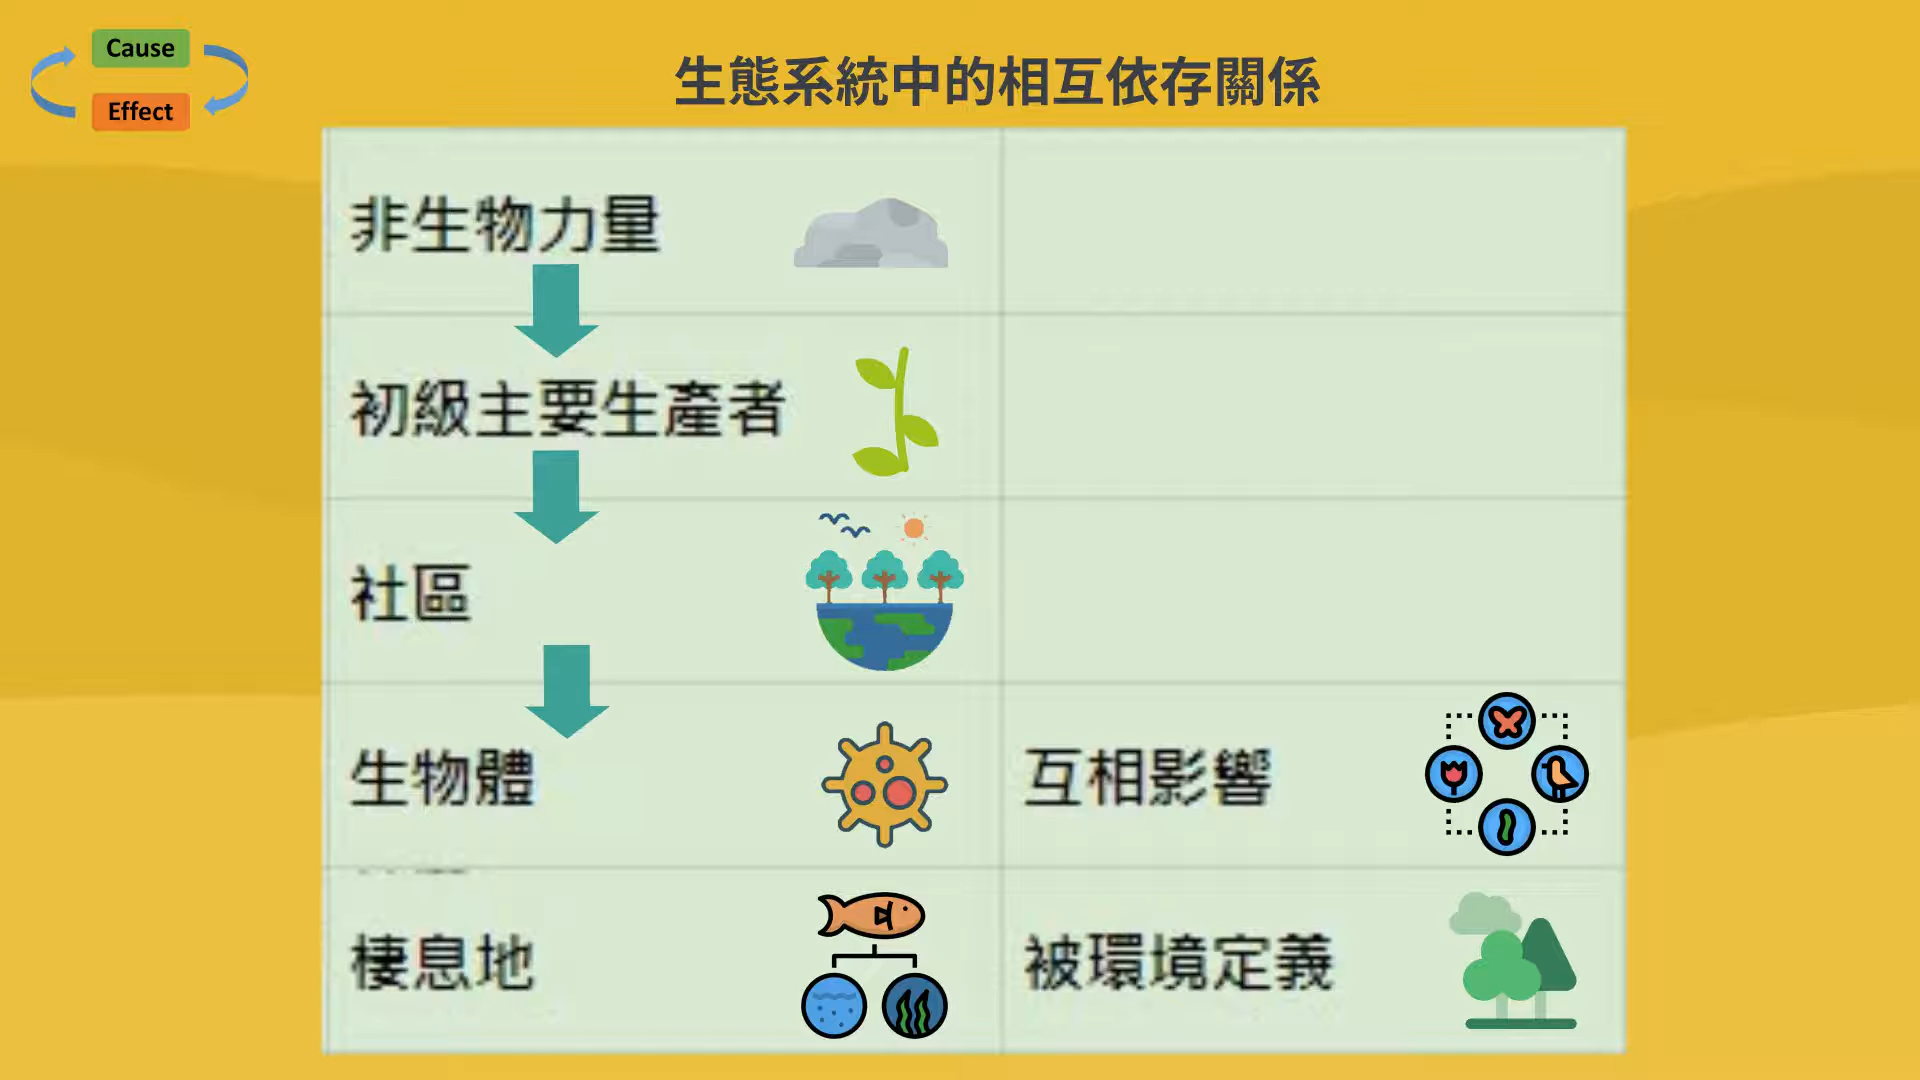 Cause
Effect
生態系統中的相互依存關係
非生物力量
初級主要生產者
社區
生物體
互相影響
棲息地
被環境定義